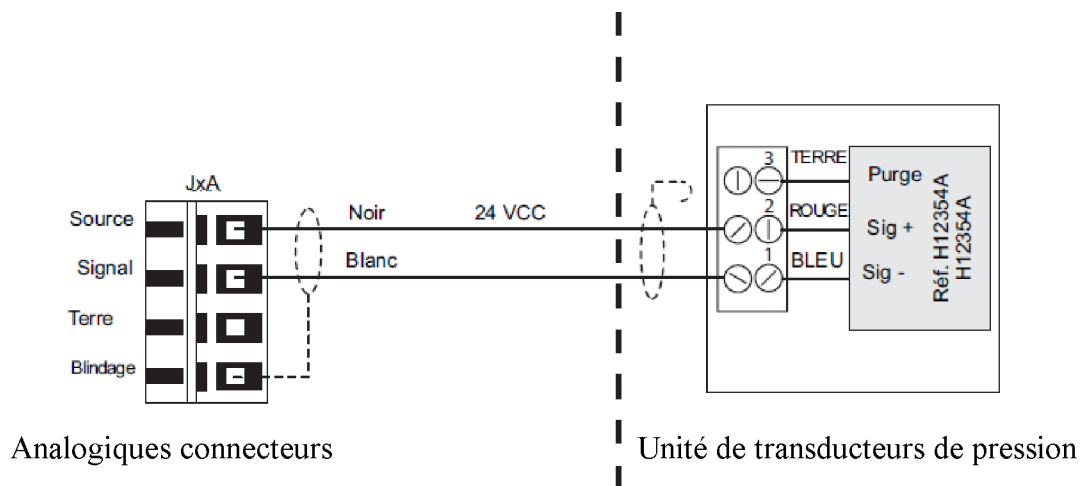 JxA
Source
Signal
Terre
Blindage
Noir
24 VCC
Blanc
3
TERRE
2
ROUGE
1
BLEU
Purge
Sig +
Sig -
Réf. H12354A
H12354A
Analogiques connecteurs
Unité de transducteurs de pression